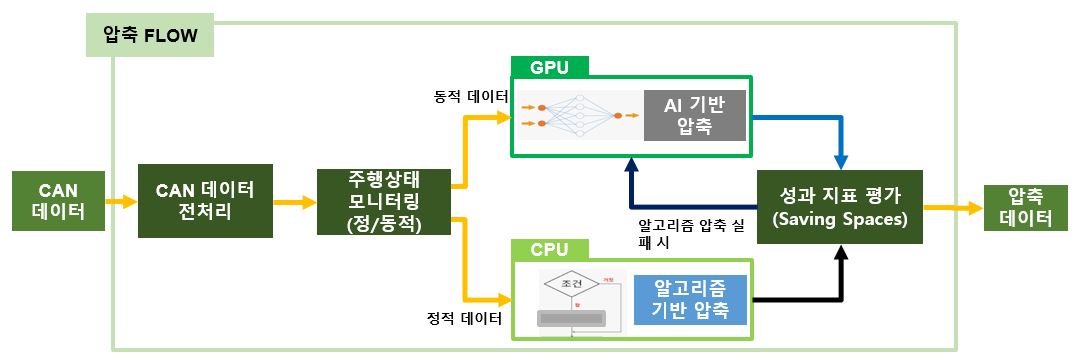 압축 FLOW
GPU
동적 데이터
AI 기반
압축
CAN
데이터
CAN 데이터
전처리
주행상태
모니터링
(정/동적)
성과 지표 평가
(Saving Spaces)
압축
데이터
알고리즘 압축 실
패 시
CPU
조건
거짓
참
알고리즘
기반 압축
정적 데이터